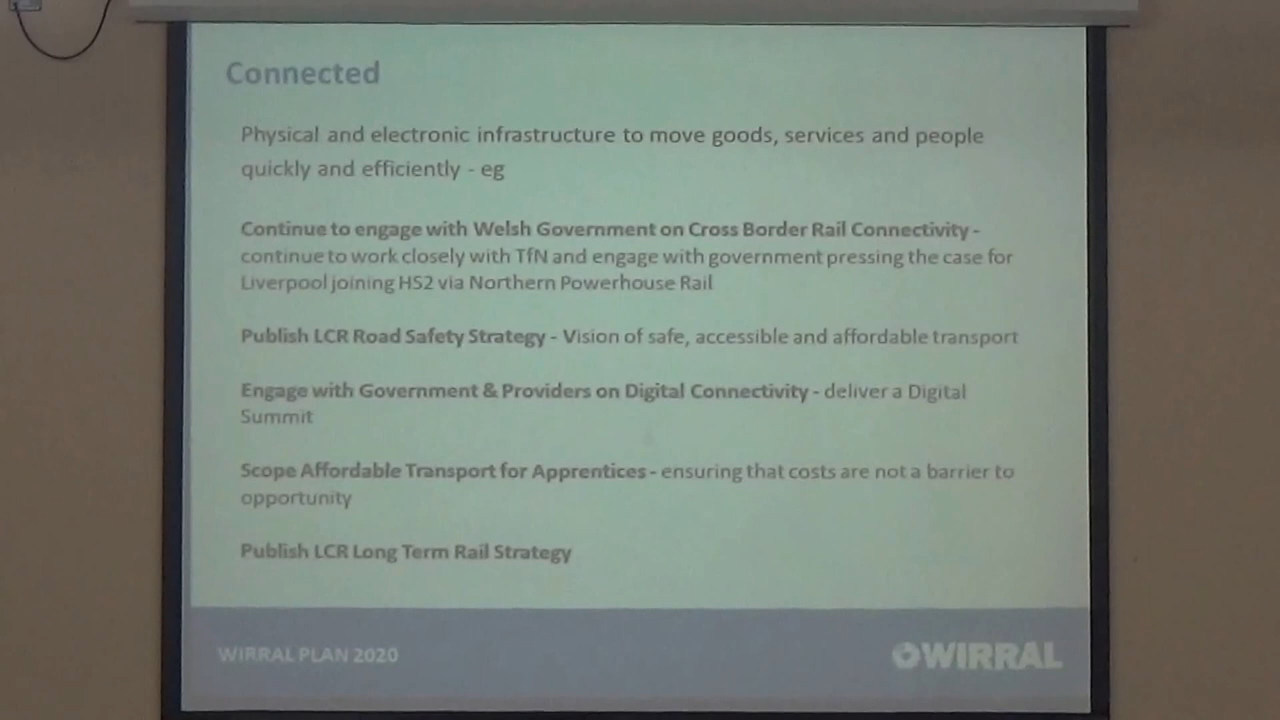 Connected
Physical and electronic infrastructure to move goods, services and people
quickly and efficiently - eg
Continue to engage with Welsh Government on Cross Border Rail Connectivity -
continue to work closely with TfN and engage with government pressing the case for
Liverpool joining HS2 via Northern Powerhouse Rail
Publish LCR Road Safety Strategy - Vision of safe, accessible and affordable transport
Engage with Government & Providers on Digital Connectivity - deliver a Digital
Summit
Scope Affordable Transport for Apprentices - ensuring that costs are not a barrier to
opportunity
Publish LCR Long Term Rail Strategy
WIRRAL PLAN 2020
WIRRAL